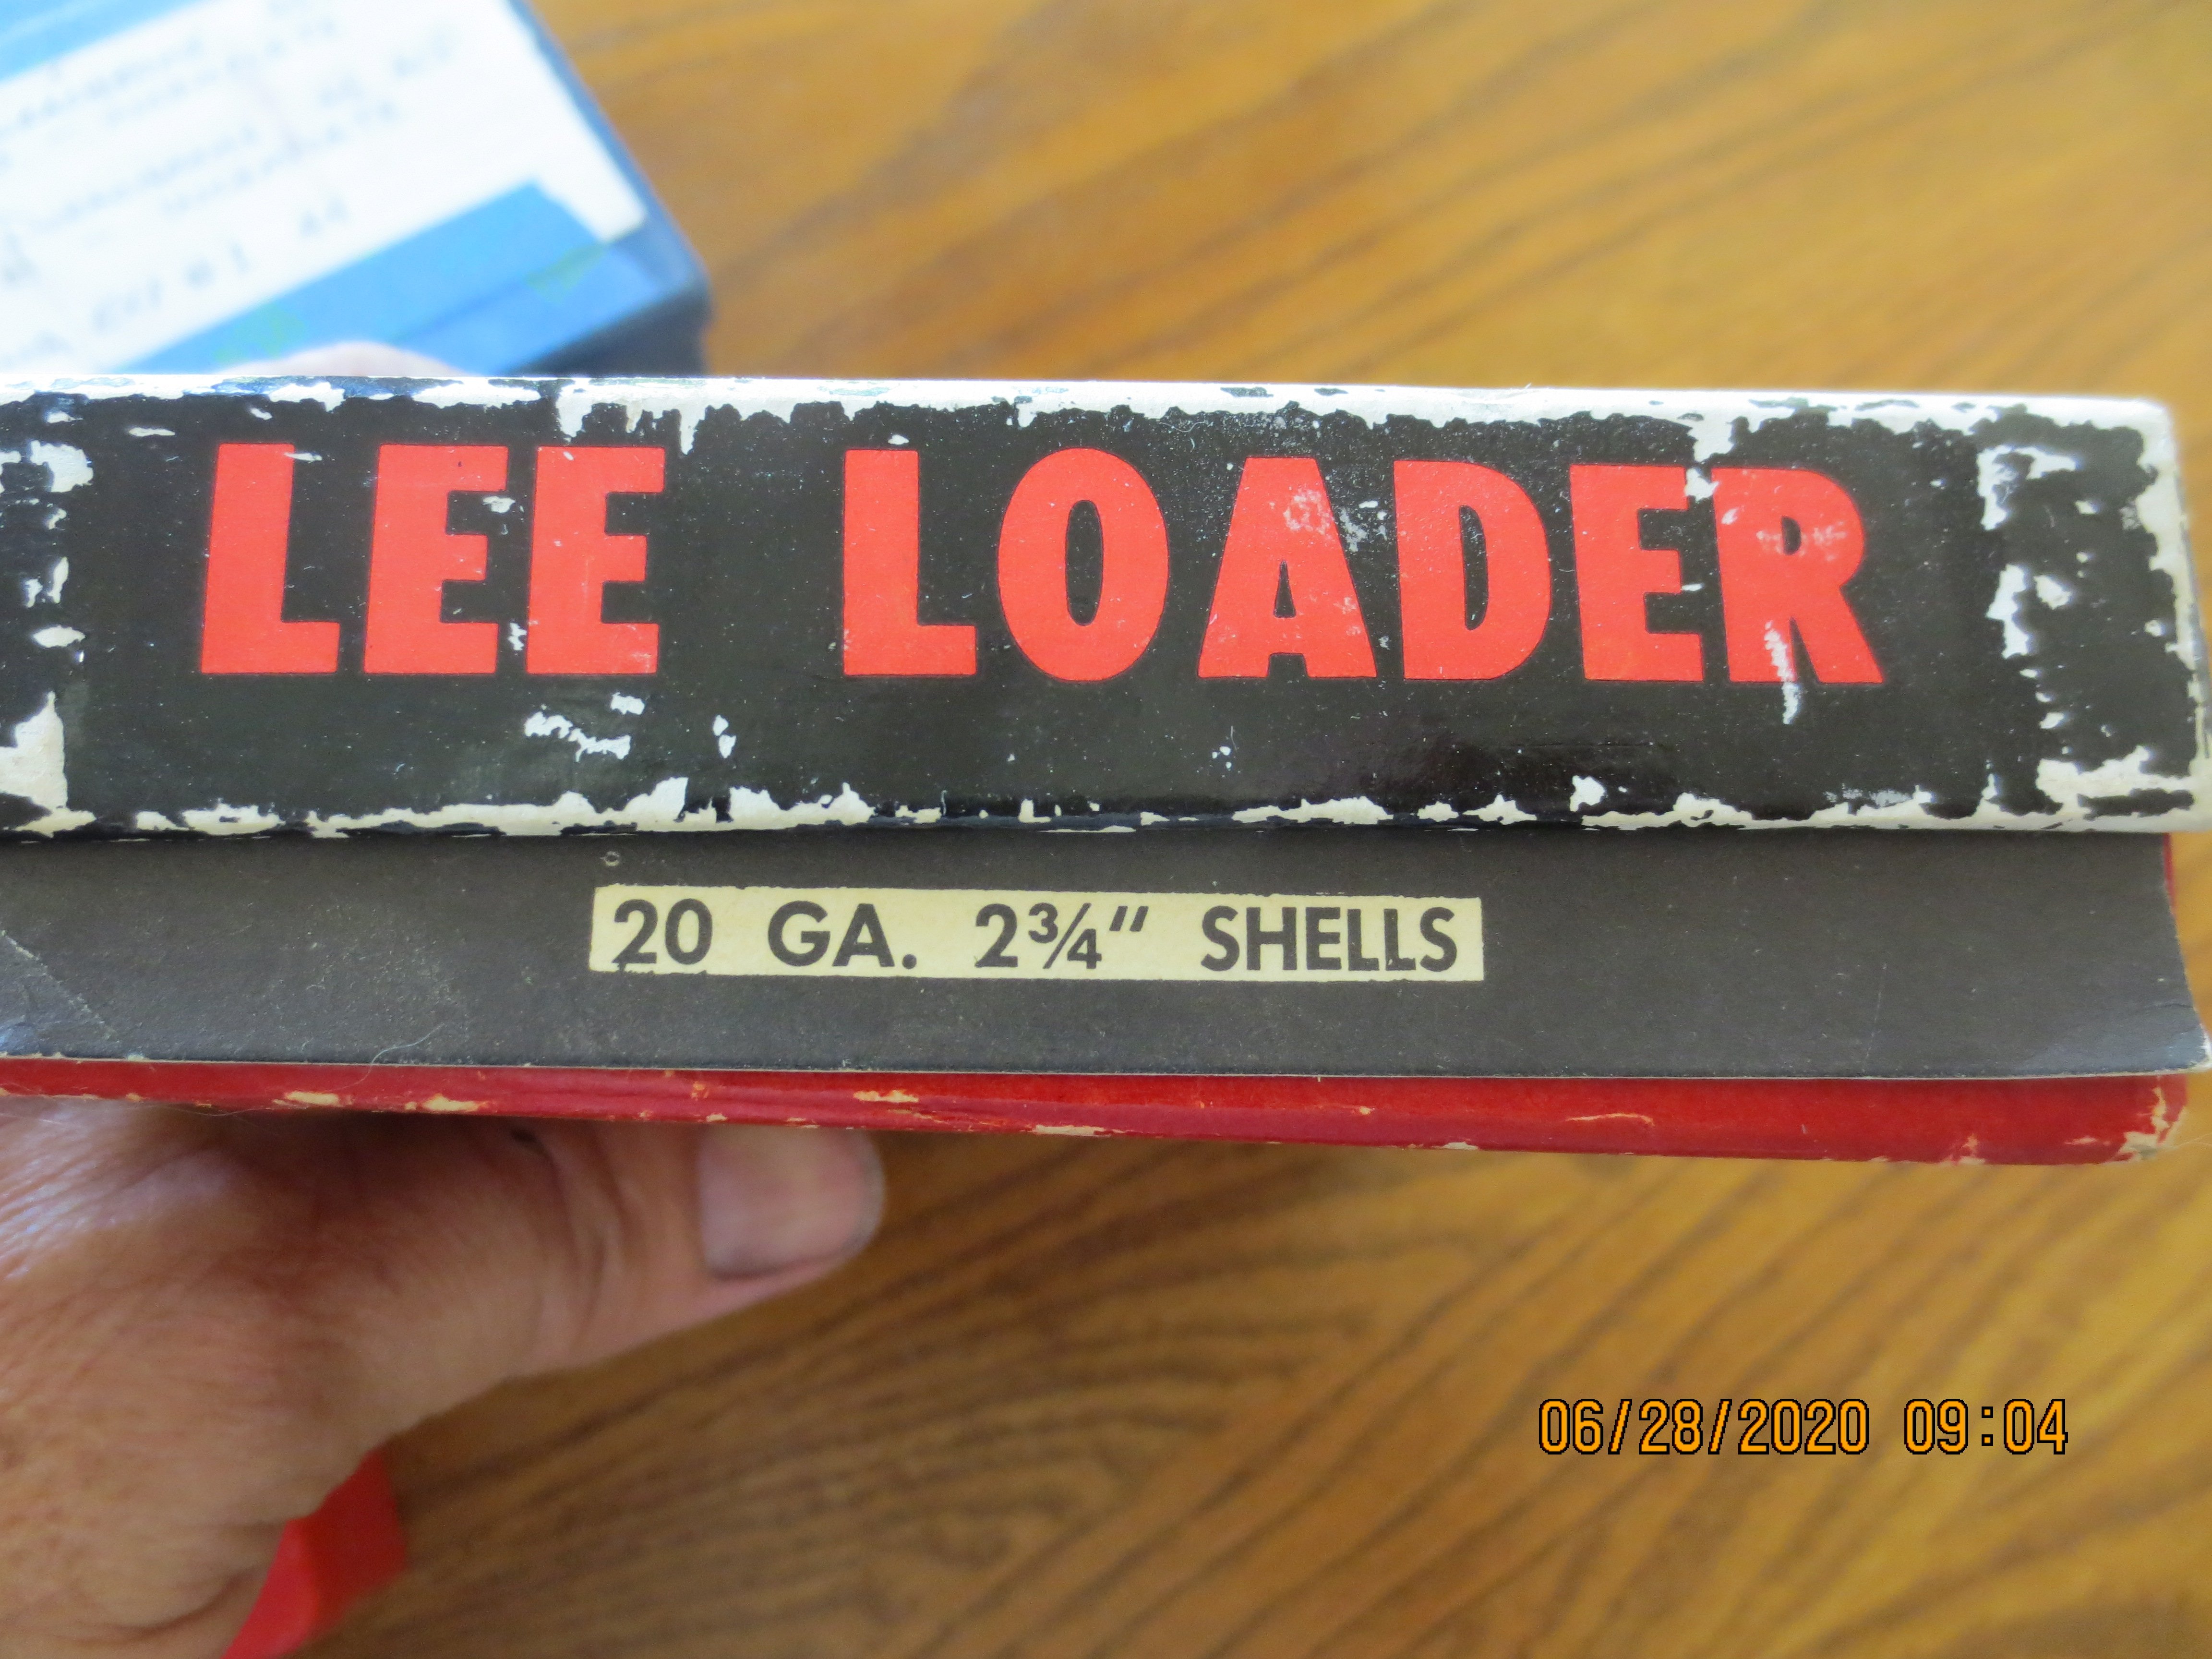 LEE LOADER
20 GA. 2¾" SHELLS
06/28/2020 09:04